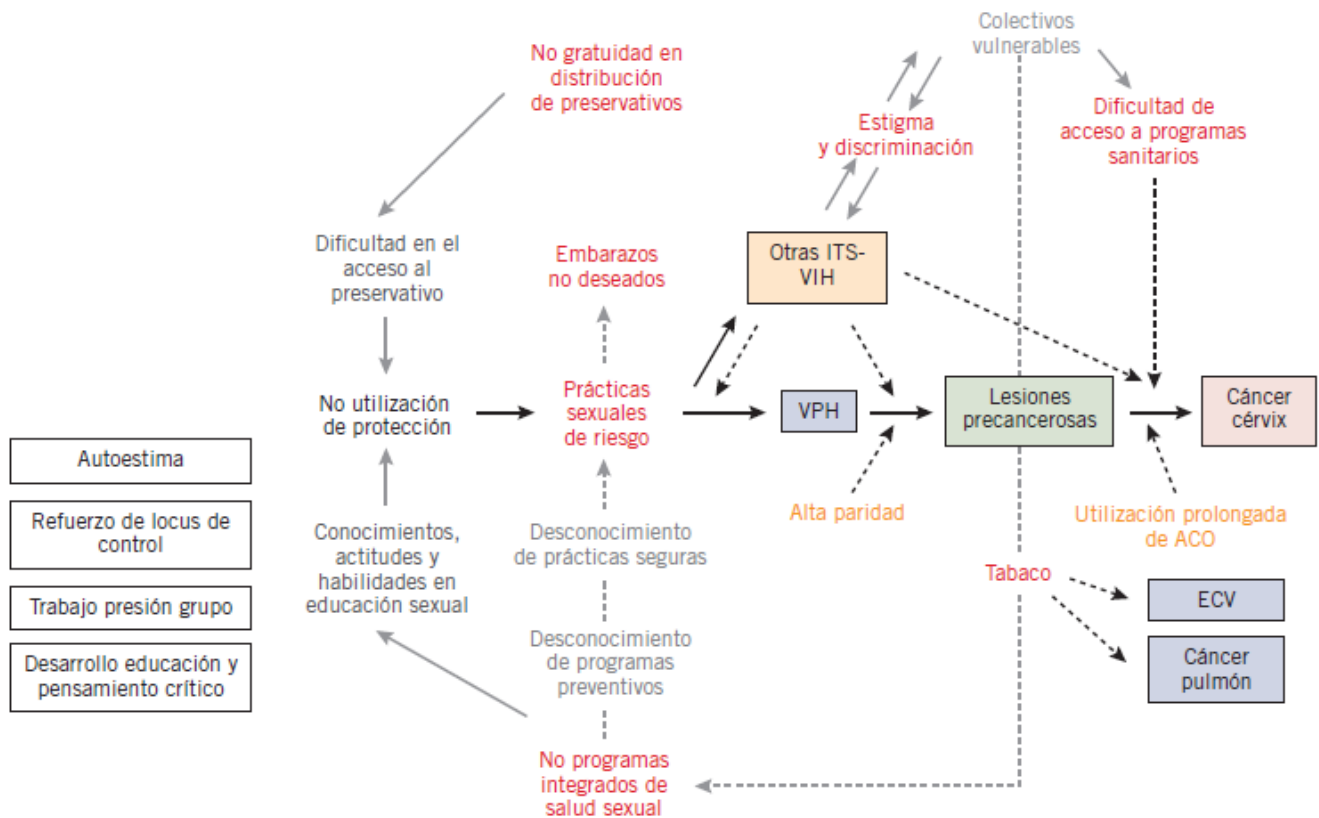 Colectivos
vulnerables
No gratuidad en
distribución
de preservativos
Estigma
y discriminación
Dificultad de
acceso a programas
sanitarios
Dificultad en el
acceso al
preservativo
Embarazos
no deseados
Otras ITS-
VIH
No utilización
de protección
Prácticas
sexuales
de riesgo
VPH
Lesiones
precancerosas
Cáncer
cérvix
Autoestima
Refuerzo de locus de
control
Trabajo presión grupo
Desarrollo educación y
pensamiento crítico
Conocimientos,
actitudes y
habilidades en
educación sexual
Desconocimiento
de prácticas seguras
Alta paridad
Utilización prolongada
de ACO
Tabaco
ECV
Cáncer
pulmón
Desconocimiento
de programas
preventivos
No programas
integrados de
salud sexual